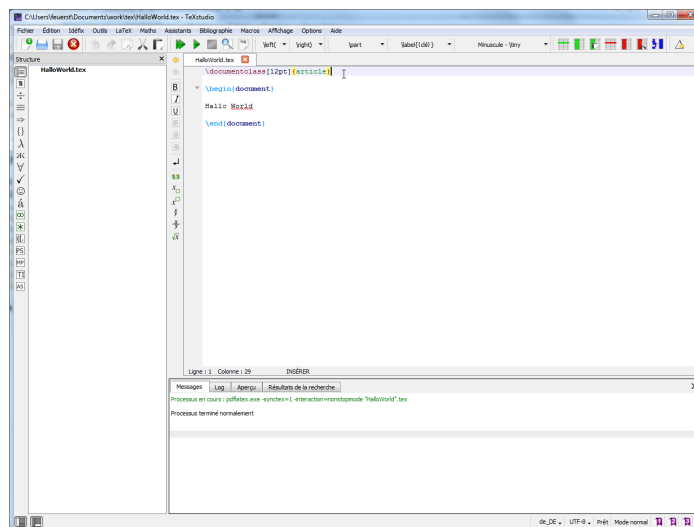 C:\Users\feuerst\Documents\work\tex\HalloWorld.tex - TeXstudio
Fichier Édition Idéfix Outils LaTeX Maths Assistants Bibliographie Macros Affichage Options Aide
\left( \right) \part \label{(clé)} Minuscule - \tiny
Structure
HalloWorld.tex
HalloWorld.tex
\documentclass[12pt]{article}
\begin{document}
Hallo World
\end{document}
Ligne : 1 Colonne : 29 INSÉRER
Messages Log Aperçu Résultats de la recherche
Processus en cours : pdflatex.exe -synctex=1 -interaction=nonstopmode "HalloWorld".tex
Processus terminé normalement
de_DE UTF-8 Prêt Mode normal